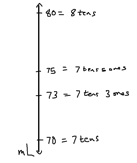 80 = 8 tens
75 = 7 tens 5 ones
73 = 7 tens 3 ones
70 = 7 tens
mL